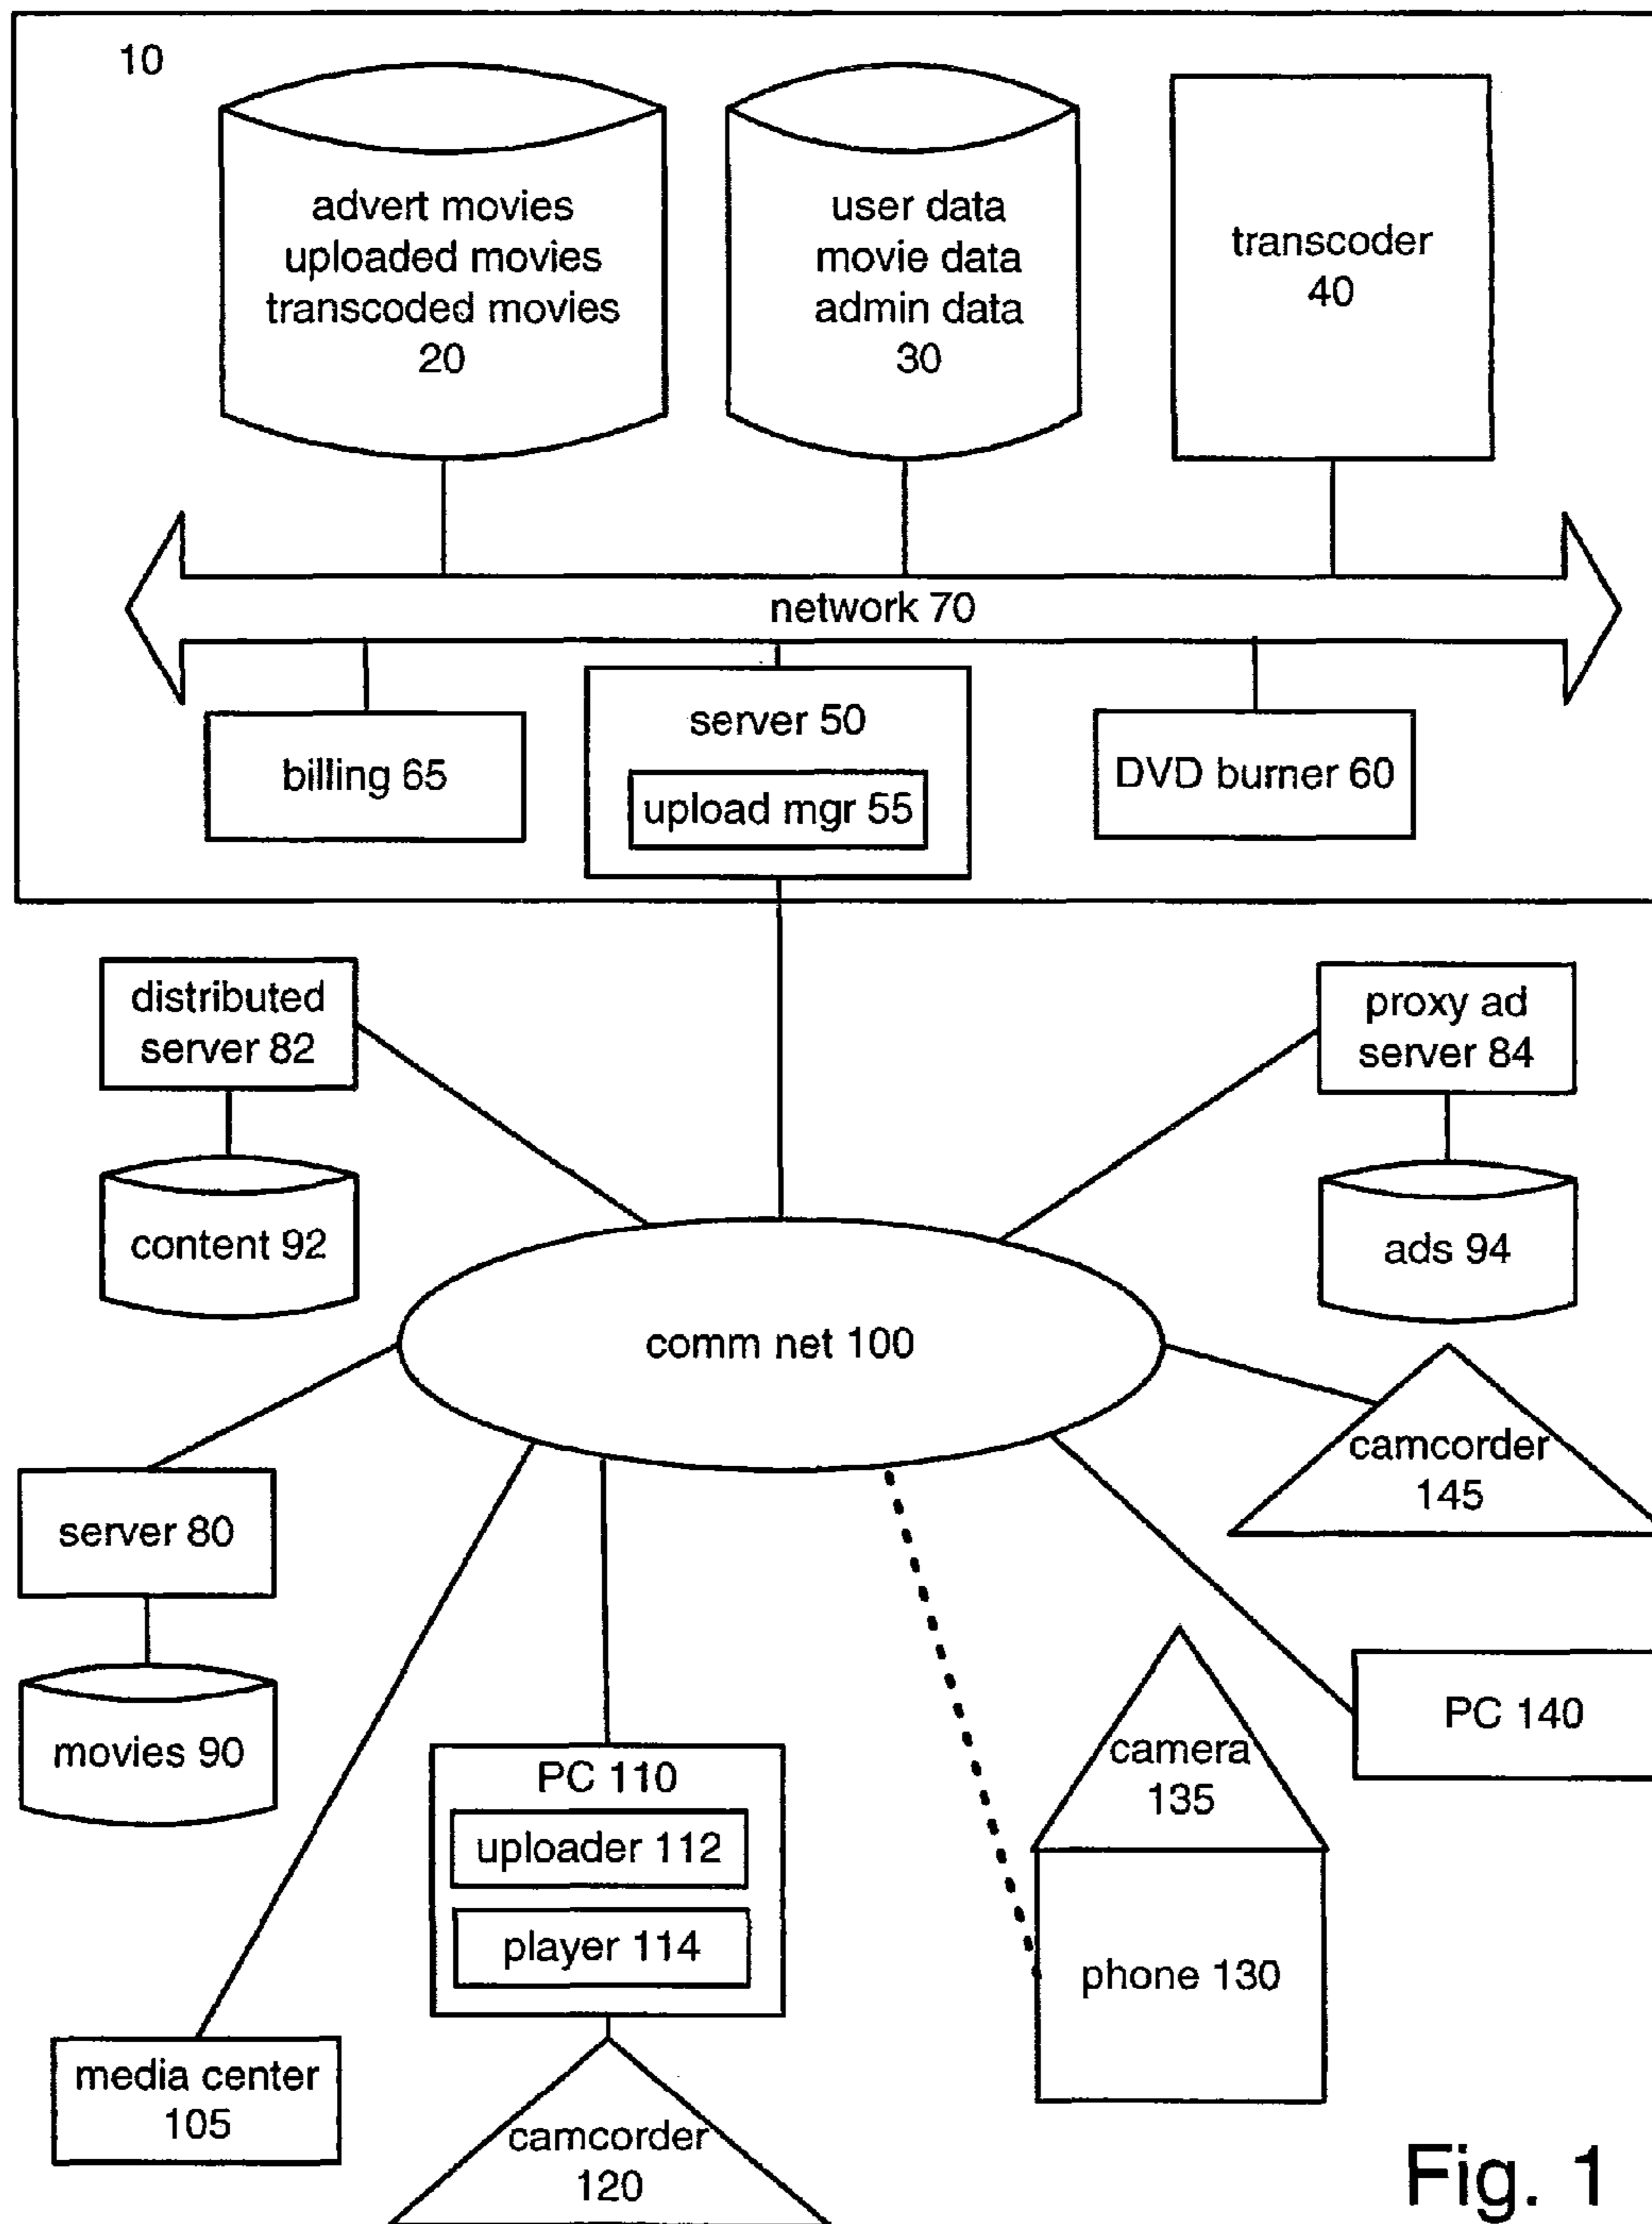 10
advert movies
uploaded movies
transcoded movies
20
user data
movie data
admin data
30
transcoder
40
network 70
billing 65
server 50
upload mgr 55
DVD burner 60
distributed
server 82
proxy ad
server 84
content 92
ads 94
comm net 100
camcorder
145
server 80
movies 90
PC 140
camera
135
PC 110
uploader 112
player 114
phone 130
media center
105
camcorder
120
Fig. 1